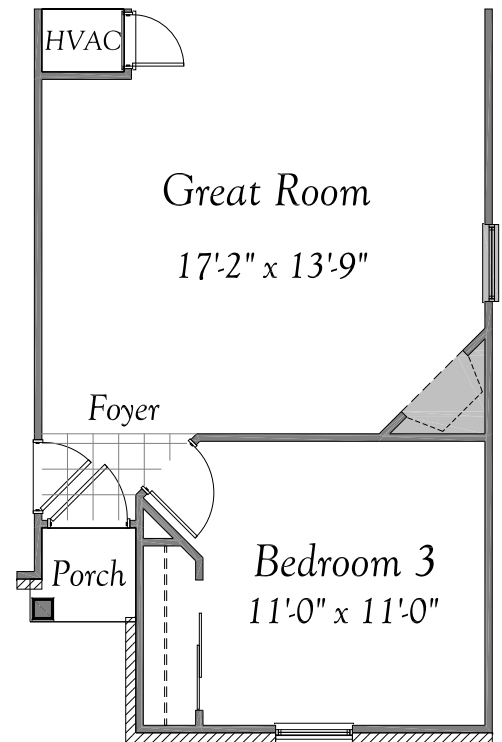 HVAC
Great Room
17'-2" x 13'-9"
Foyer
Porch
Bedroom 3
11'-0" x 11'-0"